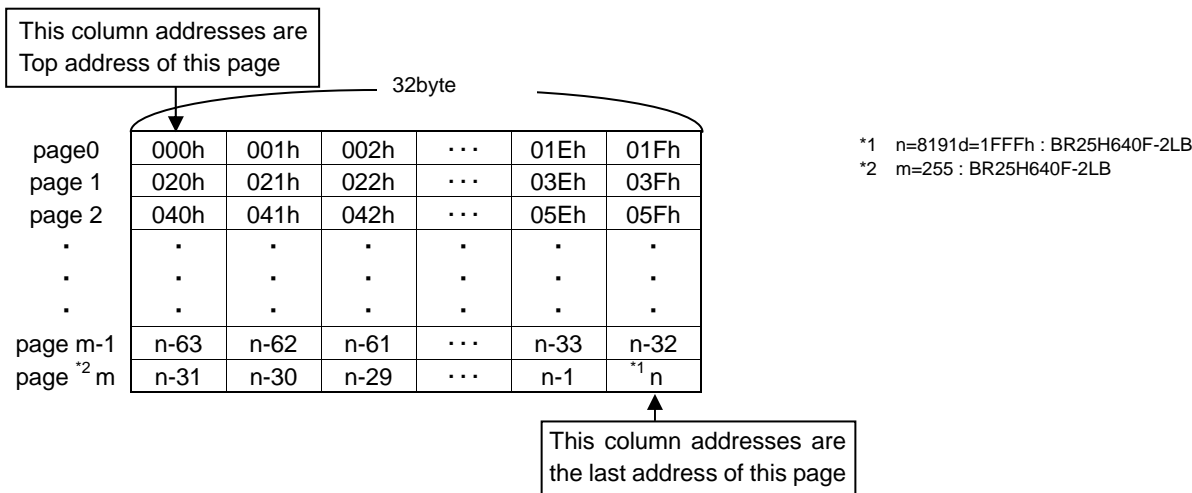 This column addresses are
Top address of this page
32byte
page0 000h 001h 002h ··· 01Eh 01Fh
page 1 020h 021h 022h ··· 03Eh 03Fh
page 2 040h 041h 042h ··· 05Eh 05Fh
· · · · · · ·
· · · · · · ·
· · · · · · ·
page m-1 n-63 n-62 n-61 ··· n-33 n-32
page *2 m n-31 n-30 n-29 ··· n-1 *1 n
This column addresses are
the last address of this page
*1 n=8191d=1FFFh : BR25H640F-2LB
*2 m=255 : BR25H640F-2LB